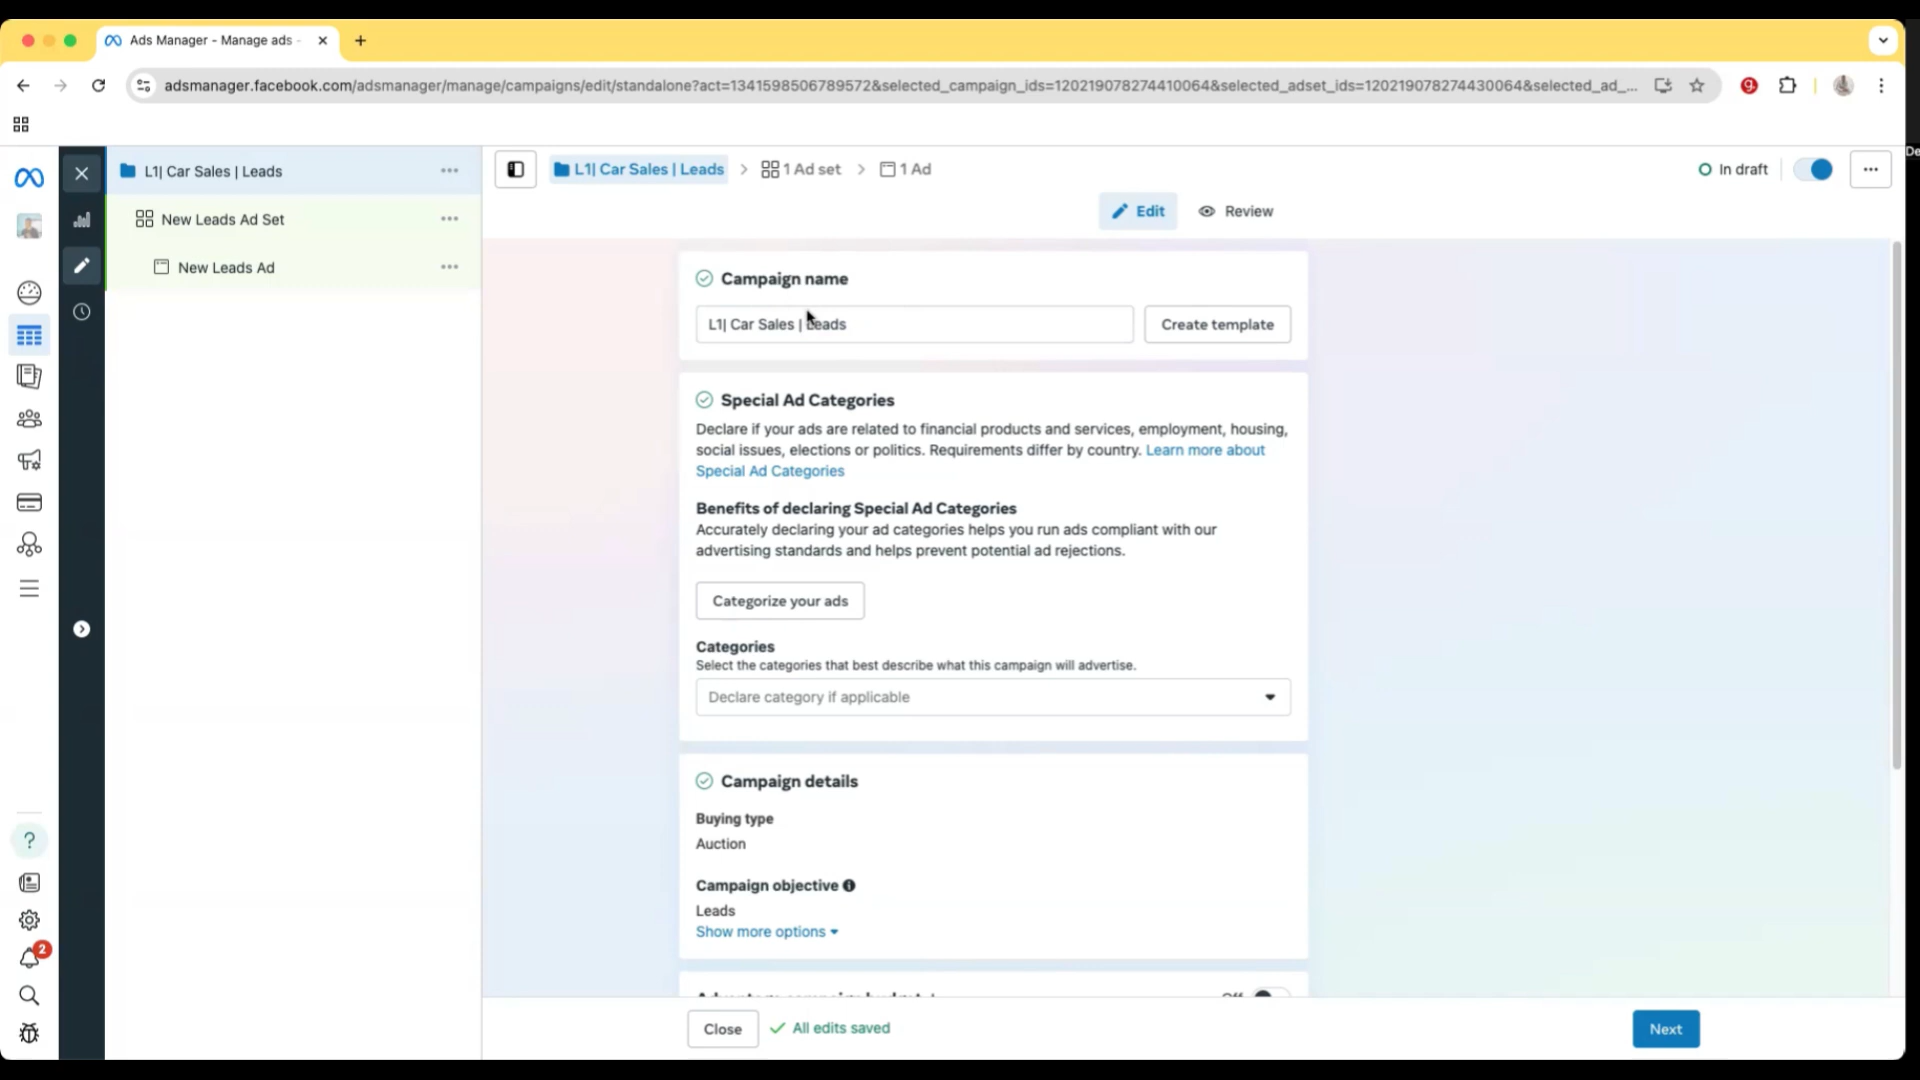 Ads Manager - Manage ads -
adsmanager.facebook.com/adsmanager/manage/campaigns/edit/standalone?act=1341598506789572&selected_campaign_ids=120219078274410064&selected_adset_ids=120219078274430064&selected_ad_...
g
De
L1| Car Sales | Leads
New Leads Ad Set
New Leads Ad
L1| Car Sales | Leads
1 Ad set
1 Ad
In draft
Edit
Review
Campaign name
L1| Car Sales | Leads
Create template
Special Ad Categories
Declare if your ads are related to financial products and services, employment, housing,
social issues, elections or politics. Requirements differ by country. Learn more about
Special Ad Categories
Benefits of declaring Special Ad Categories
Accurately declaring your ad categories helps you run ads compliant with our
advertising standards and helps prevent potential ad rejections.
Categorize your ads
Categories
Select the categories that best describe what this campaign will advertise.
Declare category if applicable
Campaign details
Buying type
Auction
Campaign objective
Leads
Show more options
2
Close
All edits saved
Next